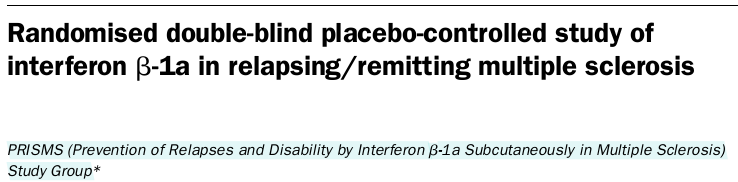 Randomised double-blind placebo-controlled study of
interferon β-1a in relapsing/remitting multiple sclerosis
PRISMS (Prevention of Relapses and Disability by Interferon β-1a Subcutaneously in Multiple Sclerosis)
Study Group*